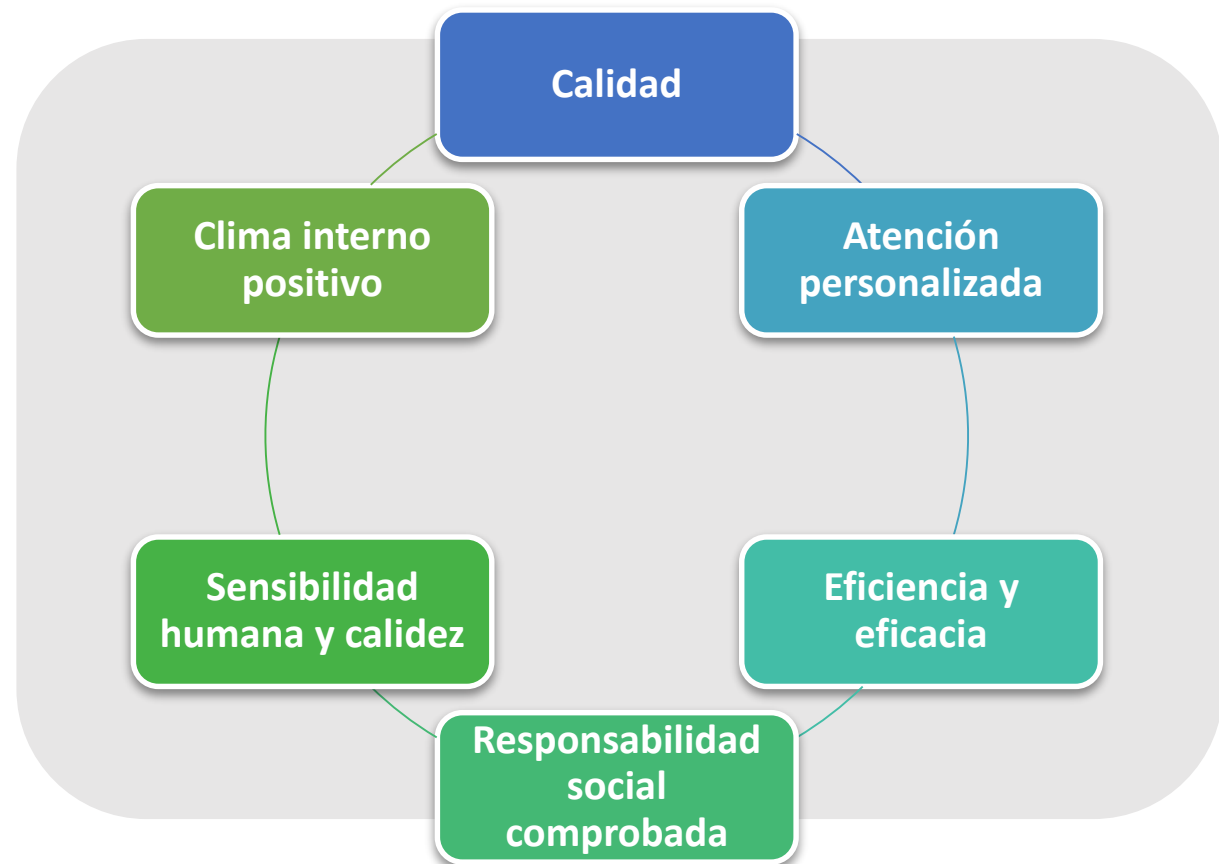 Calidad
Atención
personalizada
Eficiencia y
eficacia
Responsabilidad
social
comprobada
Sensibilidad
humana y calidez
Clima interno
positivo